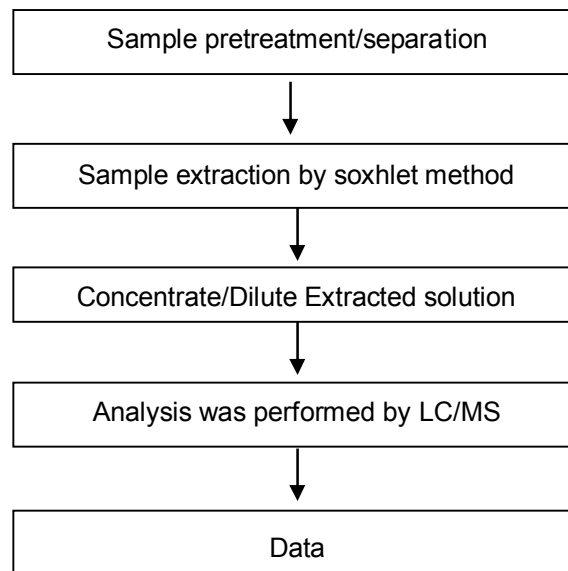 Sample pretreatment/separation
Sample extraction by soxhlet method
Concentrate/Dilute Extracted solution
Analysis was performed by LC/MS
Data